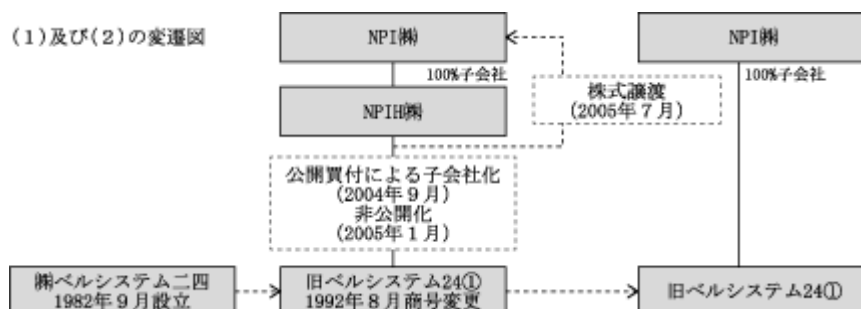 (1)及び(2)の変遷図
NPI㈱
NPI㈱
100%子会社
100%子会社
NPIH㈱
株式譲渡
(2005年7月)
公開買付による子会社化
(2004年9月)
非公開化
(2005年1月)
㈱ベルシステム二四
1982年9月設立
旧ベルシステム24①
1992年8月商号変更
旧ベルシステム24①